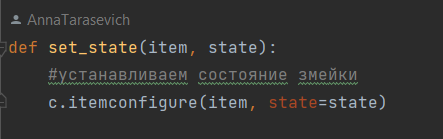 AnnaTarasevich
def set_state(item, state):
#устанавливаем состояние змейки
c.itemconfigure(item, state=state)